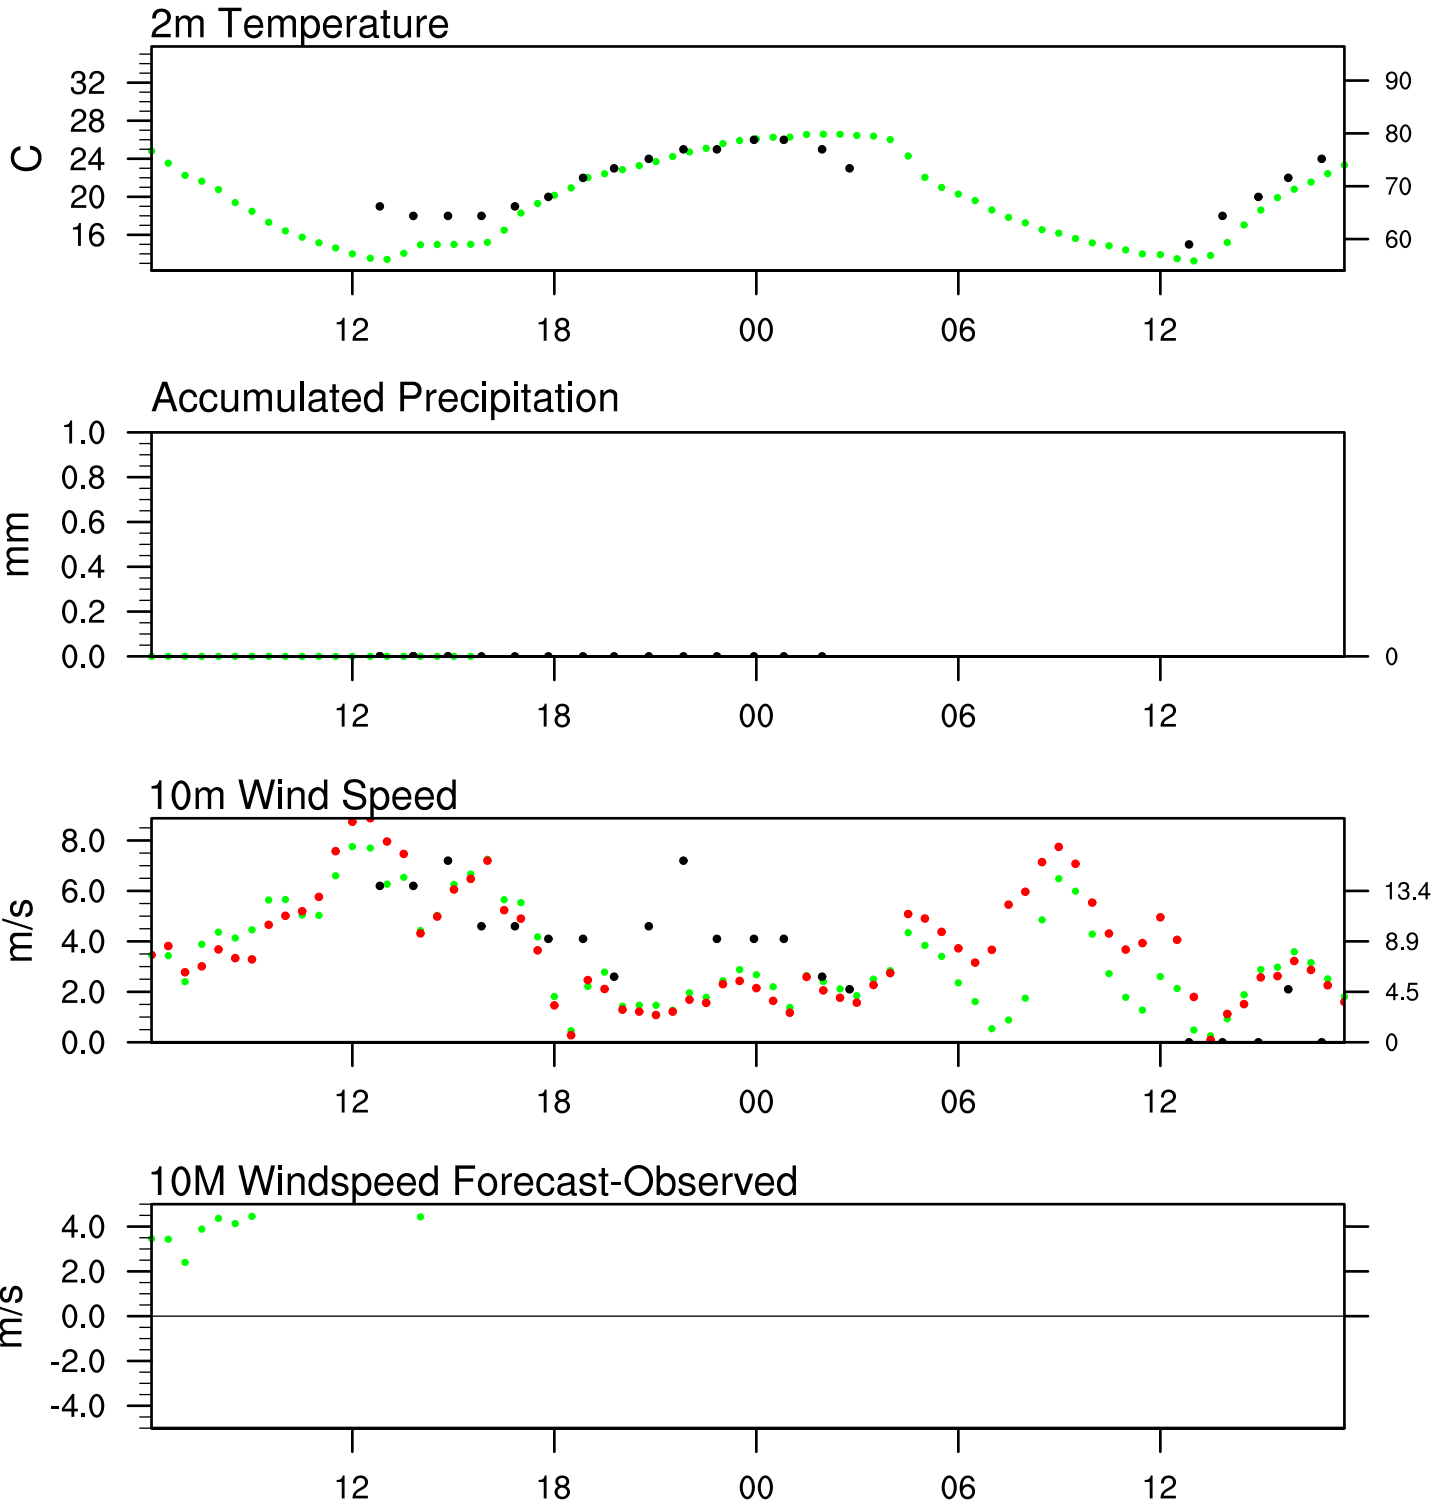 2m Temperature
32
28
24
20
16
C
90
80
70
60
12 18 00 06 12
Accumulated Precipitation
1.0
0.8
0.6
0.4
0.2
0.0
mm
0
12 18 00 06 12
10m Wind Speed
8.0
6.0
4.0
2.0
0.0
m/s
13.4
8.9
4.5
0
12 18 00 06 12
10M Windspeed Forecast-Observed
4.0
2.0
0.0
-2.0
-4.0
m/s
12 18 00 06 12